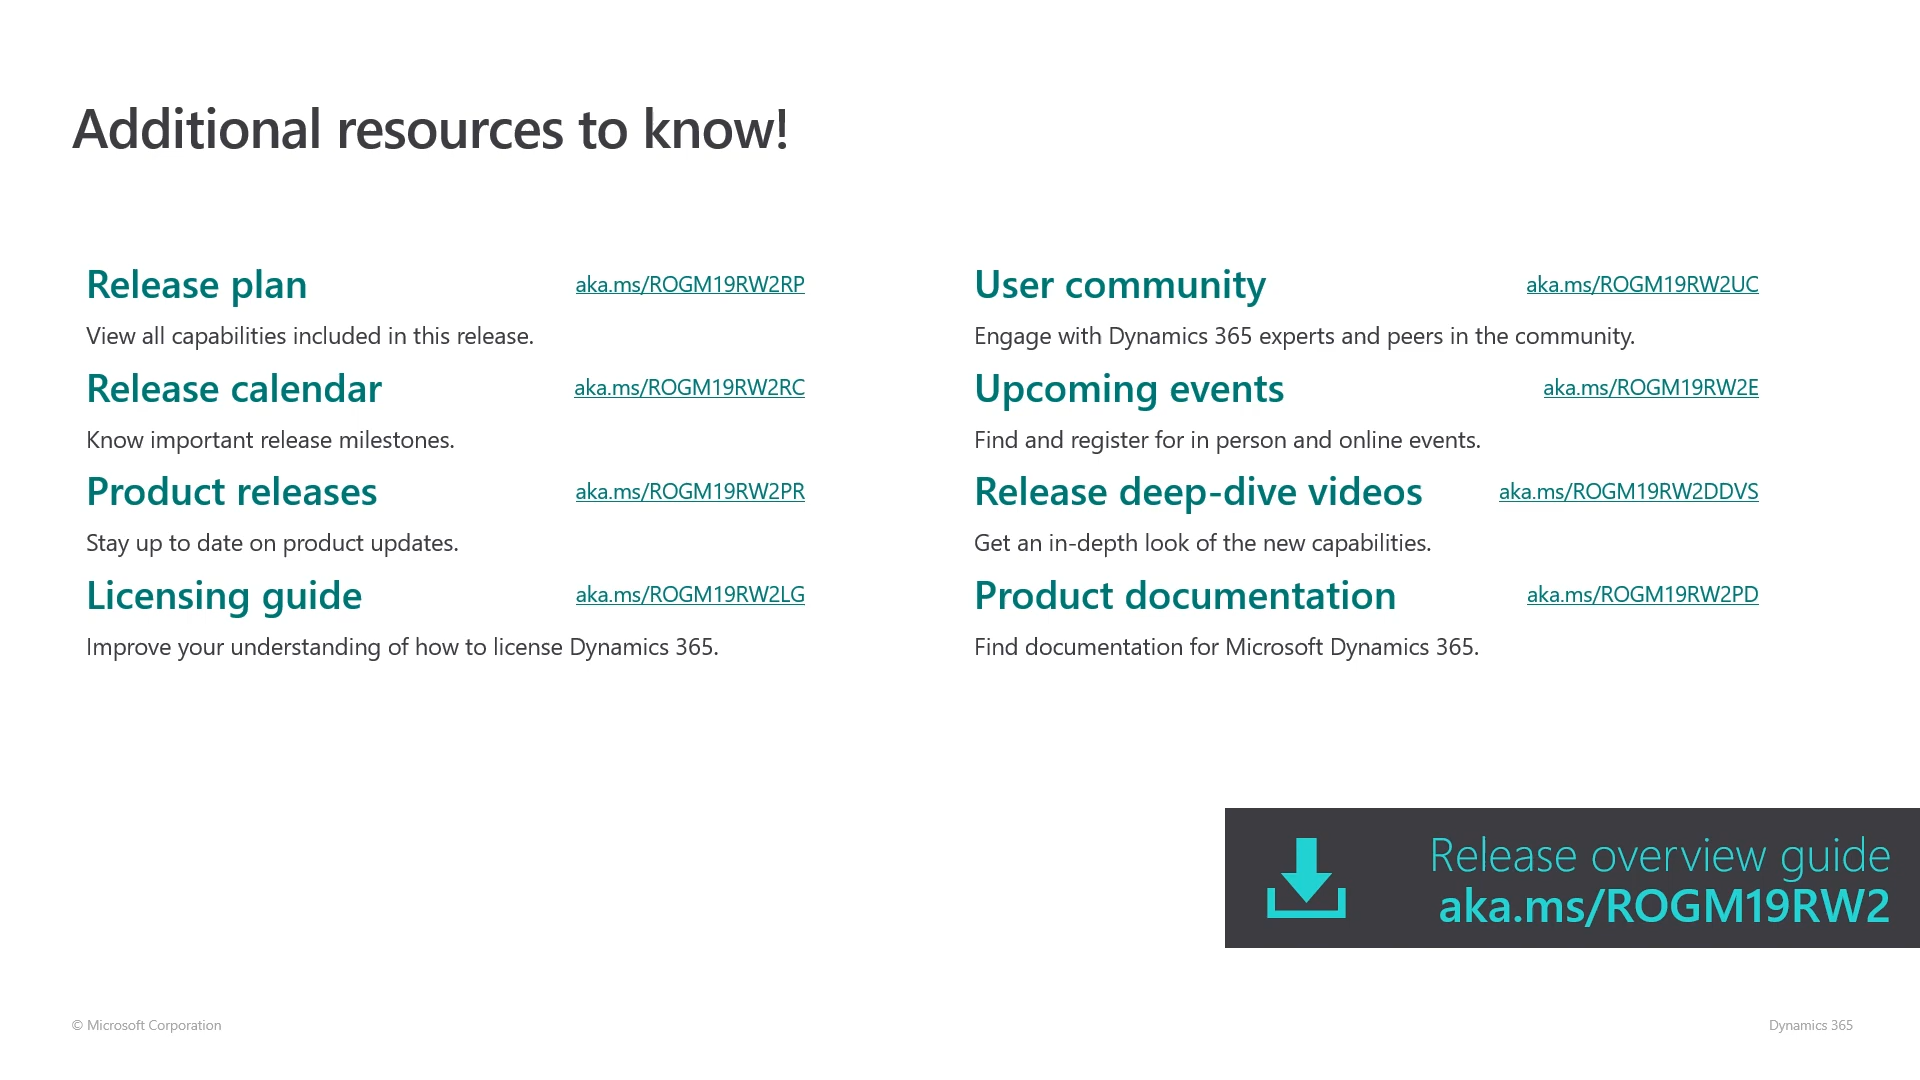 Additional resources to know!
Release plan aka.ms/ROGM19RW2RP
View all capabilities included in this release.
Release calendar aka.ms/ROGM19RW2RC
Know important release milestones.
Product releases aka.ms/ROGM19RW2PR
Stay up to date on product updates.
Licensing guide aka.ms/ROGM19RW2LG
Improve your understanding of how to license Dynamics 365.
User community aka.ms/ROGM19RW2UC
Engage with Dynamics 365 experts and peers in the community.
Upcoming events aka.ms/ROGM19RW2E
Find and register for in person and online events.
Release deep-dive videos aka.ms/ROGM19RW2DDVS
Get an in-depth look of the new capabilities.
Product documentation aka.ms/ROGM19RW2PD
Find documentation for Microsoft Dynamics 365.
Release overview guide
aka.ms/ROGM19RW2
© Microsoft Corporation
Dynamics 365